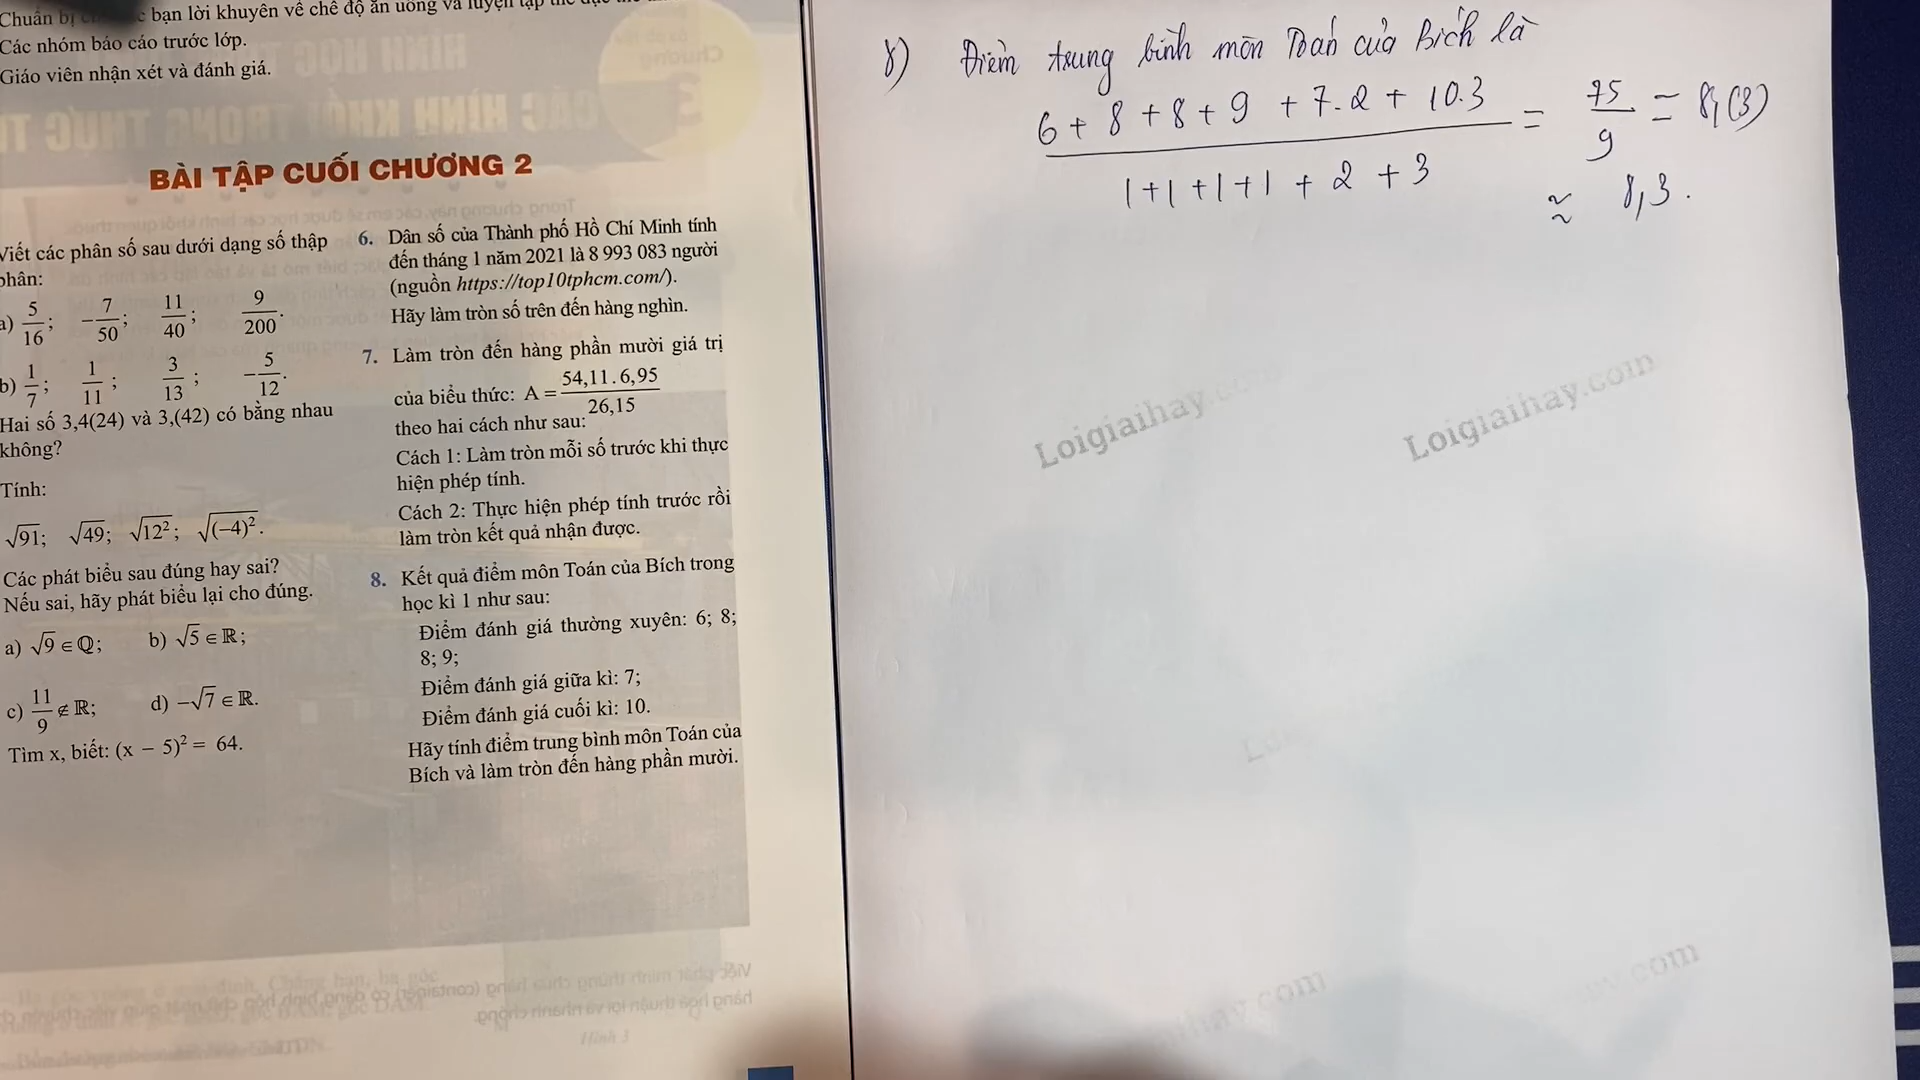 Chuẩn bị bạn lời khuyên về chế độ ăn uống và luyện tập
Các nhóm báo cáo trước lớp.
Giáo viên nhận xét và đánh giá.
BÀI TẬP CUỐI CHƯƠNG 2
Viết các phân số sau dưới dạng số thập
phân:
a) 5/16; -7/50; 11/40; 9/200.
b) 1/7; 1/11; 3/13; -5/12.
Hai số 3,4(24) và 3,(42) có bằng nhau
không?
Tính:
√91; √49; √12²; √(−4)².
Các phát biểu sau đúng hay sai?
Nếu sai, hãy phát biểu lại cho đúng.
a) √9 ∈ ℚ; b) √5 ∈ ℝ;
c) 11/9 ∉ ℝ; d) −√7 ∈ ℝ.
Tìm x, biết: (x − 5)² = 64.
6. Dân số của Thành phố Hồ Chí Minh tính
đến tháng 1 năm 2021 là 8 993 083 người
(nguồn https://top10tphcm.com/).
Hãy làm tròn số trên đến hàng nghìn.
7. Làm tròn đến hàng phần mười giá trị
của biểu thức: A = 54,11 . 6,95 / 26,15
theo hai cách như sau:
Cách 1: Làm tròn mỗi số trước khi thực
hiện phép tính.
Cách 2: Thực hiện phép tính trước rồi
làm tròn kết quả nhận được.
8. Kết quả điểm môn Toán của Bích trong
học kì 1 như sau:
Điểm đánh giá thường xuyên: 6; 8;
8; 9;
Điểm đánh giá giữa kì: 7;
Điểm đánh giá cuối kì: 10.
Hãy tính điểm trung bình môn Toán của
Bích và làm tròn đến hàng phần mười.
Hình 3
8) Điểm trung bình môn Toán của Bích là
6 + 8 + 8 + 9 + 7.2 + 10.3 = 75/9 = 8,(3)
1+1+1+1 + 2 + 3
≈ 8,3.
Loigiaihay.com
Loigiaihay.com